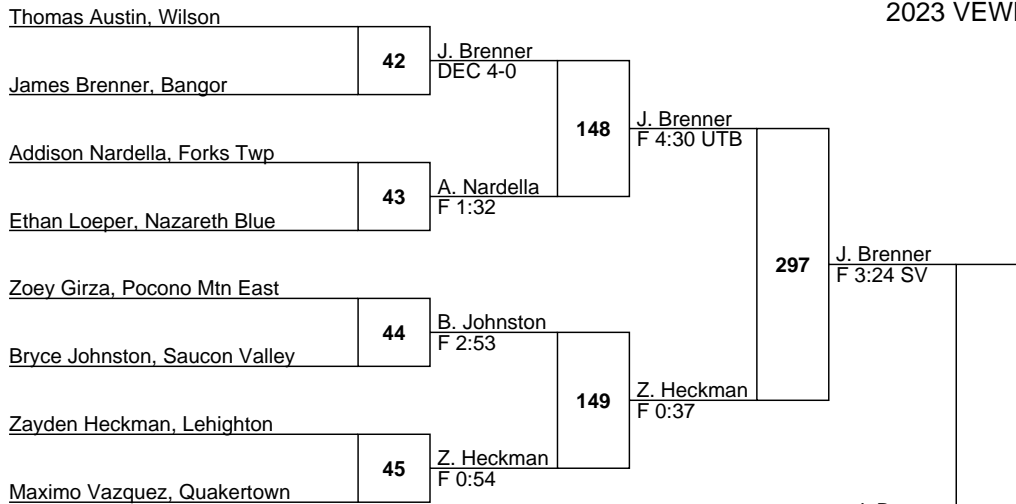 2023
Thomas Austin, Wilson
42
J. Brenner
DEC 4-0
James Brenner, Bangor
148
J. Brenner
F 4:30 UTB
Addison Nardella, Forks Twp
43
A. Nardella
F 1:32
Ethan Loeper, Nazareth Blue
297
J. Brenner
F 3:24 SV
Zoey Girza, Pocono Mtn East
44
B. Johnston
F 2:53
Bryce Johnston, Saucon Valley
149
Z. Heckman
F 0:37
Zayden Heckman, Lehighton
45
Z. Heckman
F 0:54
Maximo Vazquez, Quakertown